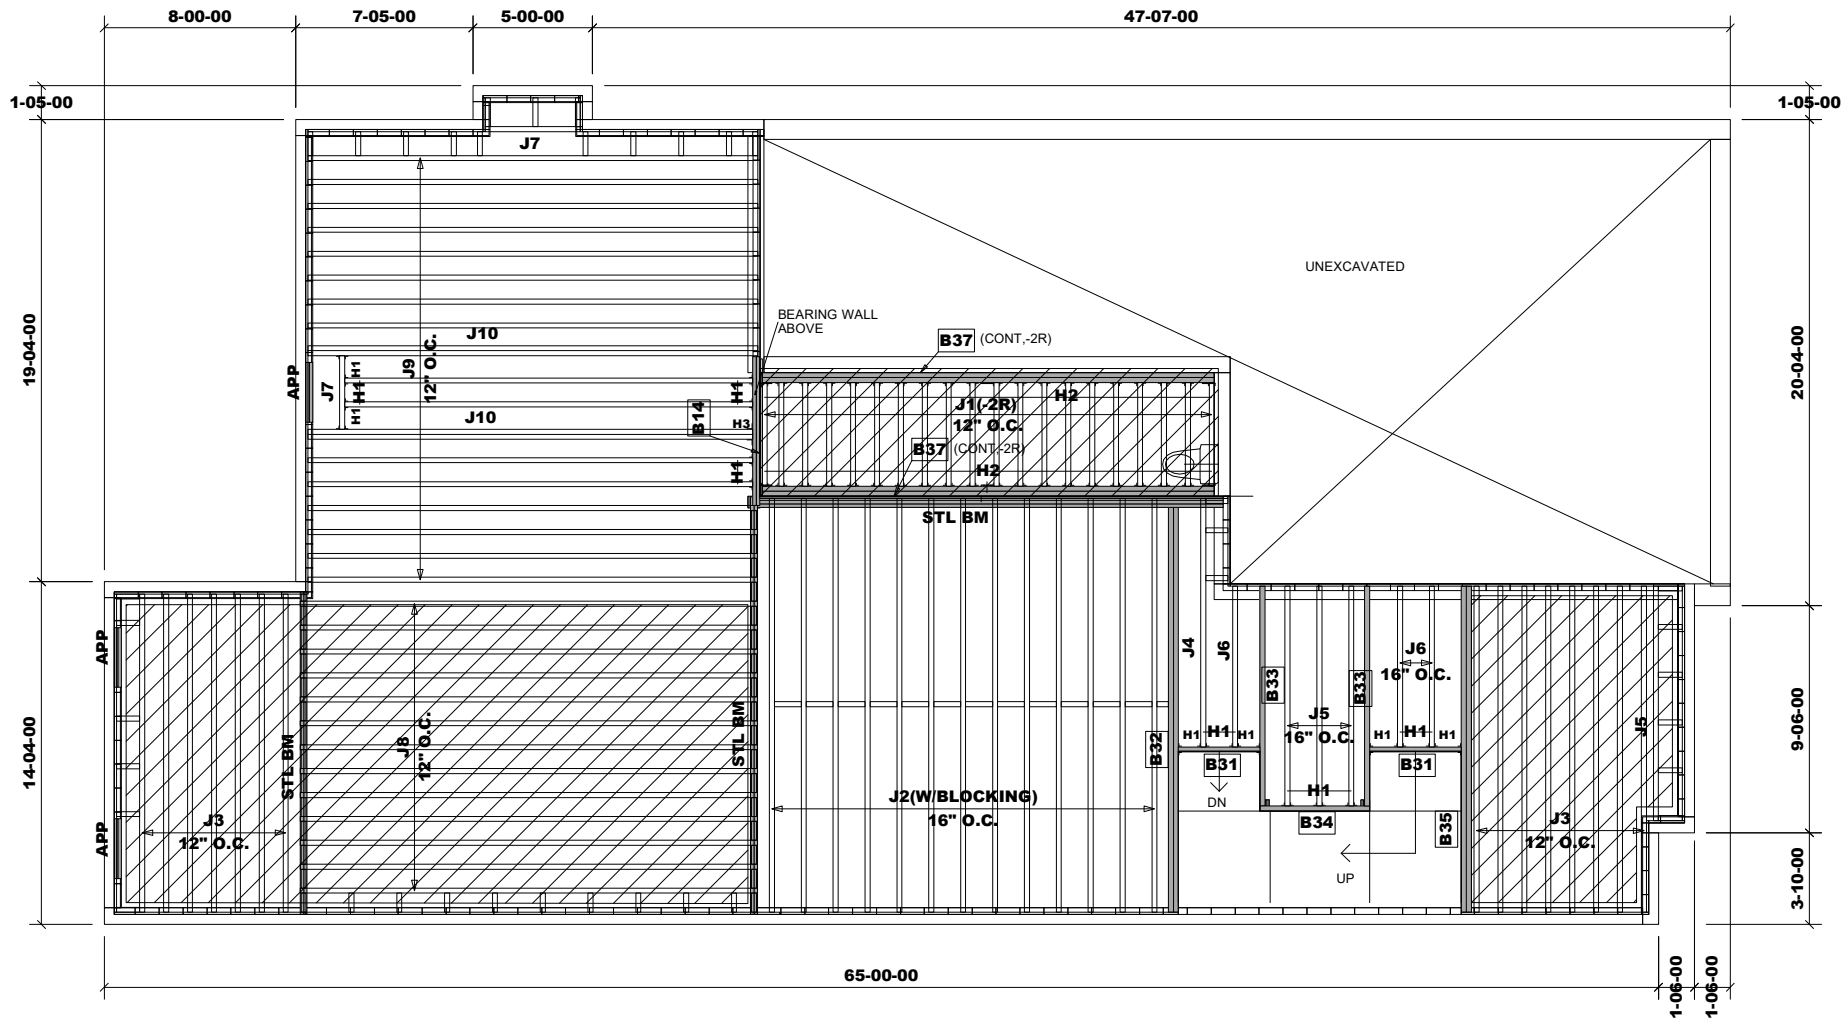 8-00-00
7-05-00
5-00-00
47-07-00
1-05-00
1-05-00
J7
UNEXCAVATED
BEARING WALL
ABOVE
J10
B37 (CONT,-2R)
19-04-00
20-04-00
APP
J7
H1
H1
H1
J9
12" O.C.
J10
B14
H1
H3
H1
H2
J1(-2R)
12" O.C.
B37 (CONT,-2R)
H2
STL BM
14-04-00
APP
APP
STL BM
J3
12" O.C.
J8
12" O.C.
STL BM
J2(W/BLOCKING)
16" O.C.
B32
J4
J6
H1
H1
H1
B31
DN
B33
J5
16" O.C.
B33
H1
B34
J6
16" O.C.
H1
H1
H1
B31
B35
UP
J3
12" O.C.
J5
9-06-00
3-10-00
65-00-00
1-06-00
1-06-00